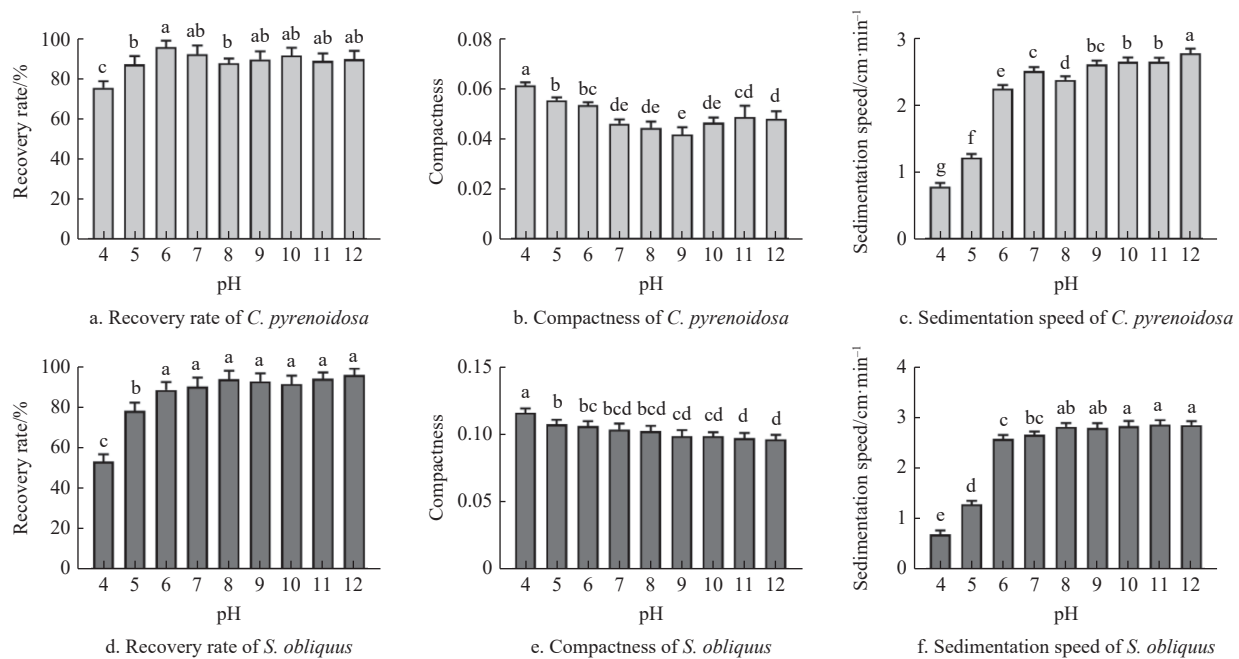 a
ab
ab
ab
ab
ab
b
b
c
100
80
60
40
20
0
Recovery rate/%
4 5 6 7 8 9 10 11 12
pH
a. Recovery rate of C. pyrenoidosa
a
b
bc
de
de
e
de
cd
d
0.08
0.06
0.04
0.02
0
Compactness
4 5 6 7 8 9 10 11 12
pH
b. Compactness of C. pyrenoidosa
g
f
e
c
d
bc
b
b
a
3
2
1
0
Sedimentation speed/cm·min⁻¹
4 5 6 7 8 9 10 11 12
pH
c. Sedimentation speed of C. pyrenoidosa
c
b
a
a
a
a
a
a
a
100
80
60
40
20
0
Recovery rate/%
4 5 6 7 8 9 10 11 12
pH
d. Recovery rate of S. obliquus
a
b
bc
bcd
bcd
cd
cd
d
d
0.15
0.10
0.05
0
Compactness
4 5 6 7 8 9 10 11 12
pH
e. Compactness of S. obliquus
e
d
c
bc
ab
ab
a
a
a
4
3
2
1
0
Sedimentation speed/cm·min⁻¹
4 5 6 7 8 9 10 11 12
pH
f. Sedimentation speed of S. obliquus